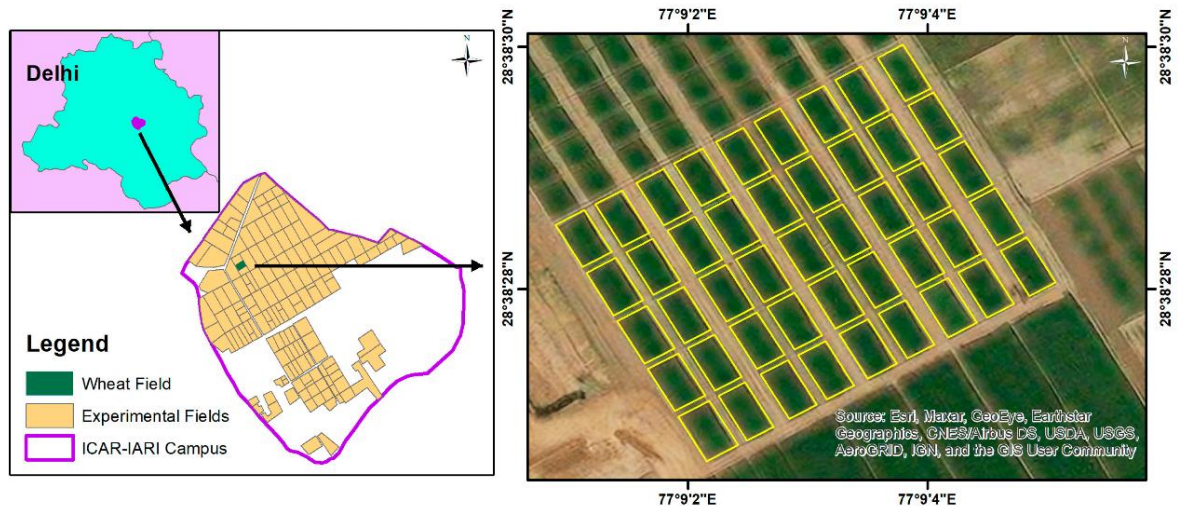 Delhi
N
Legend
Wheat Field
Experimental Fields
ICAR-IARI Campus
77°9'2"E
77°9'4"E
28°38'30"N
28°38'28"N
N
28°38'30"N
28°38'28"N
Source: Esri, Maxar, GeoEye, Earthstar
Geographics, CNES/Airbus DS, USDA, USGS,
AeroGRID, IGN, and the GIS User Community
77°9'2"E
77°9'4"E